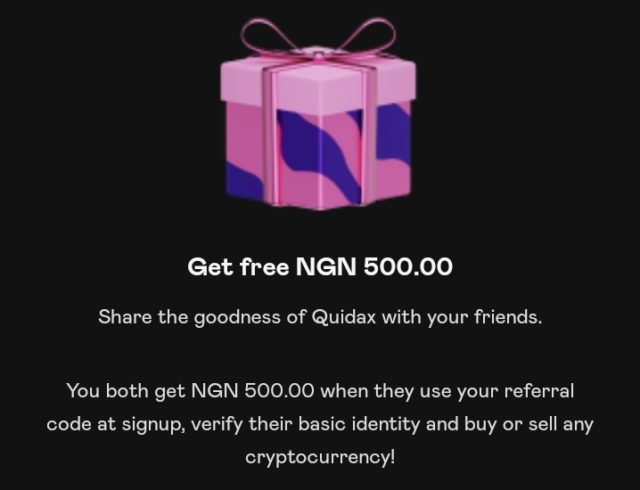 Get free NGN 500.00
Share the goodness of Quidax with your friends.
You both get NGN 500.00 when they use your referral
code at signup, verify their basic identity and buy or sell any
cryptocurrency!